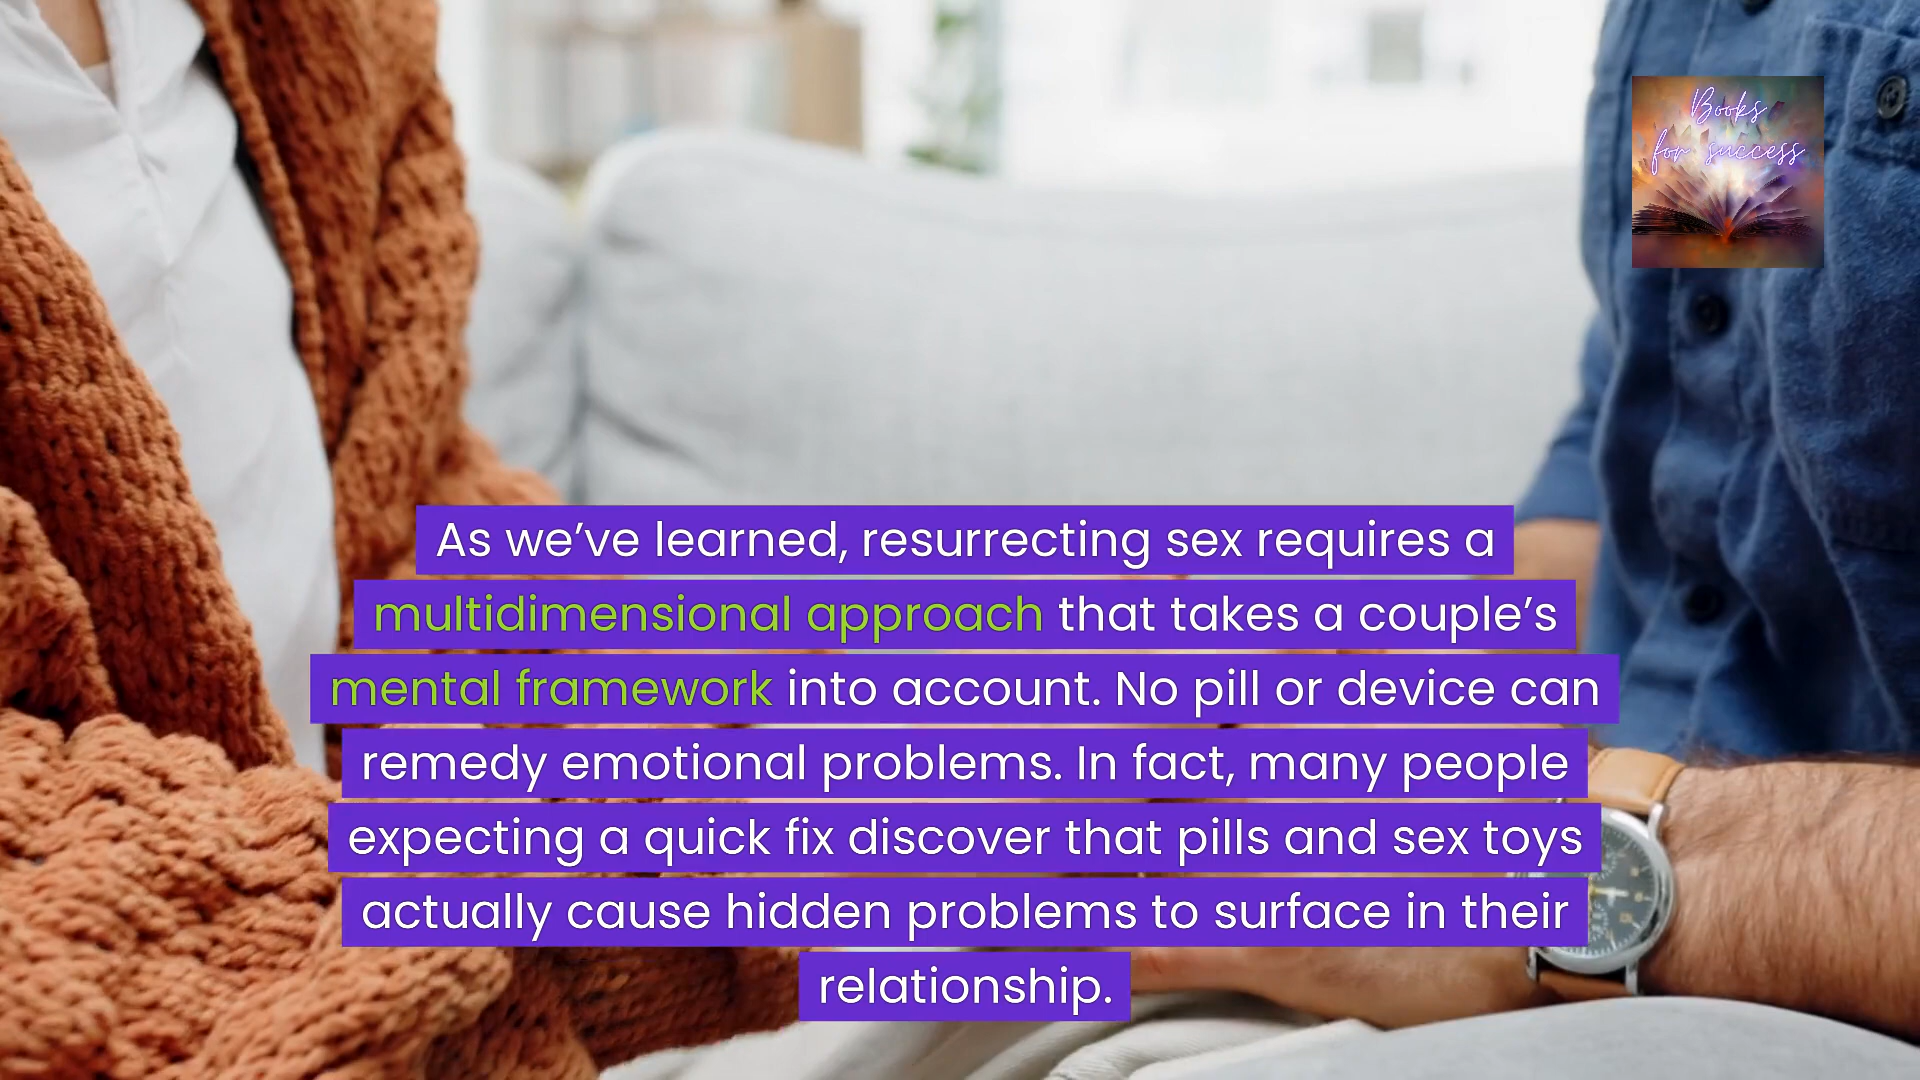 Books
for success
As we’ve learned, resurrecting sex requires a
multidimensional approach that takes a couple’s
mental framework into account. No pill or device can
remedy emotional problems. In fact, many people
expecting a quick fix discover that pills and sex toys
actually cause hidden problems to surface in their
relationship.